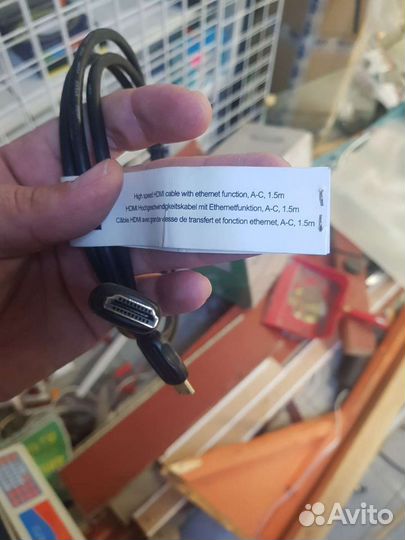 High speed HDMI cable with ethernet function, A-C, 1.5m
HDMI Hochgeschwindigkeitskabel mit Ethernetfunktion, A-C, 1.5m
Câble HDMI avec grande vitesse de transfert et fonction ethernet, A-C, 1.5m
Avito